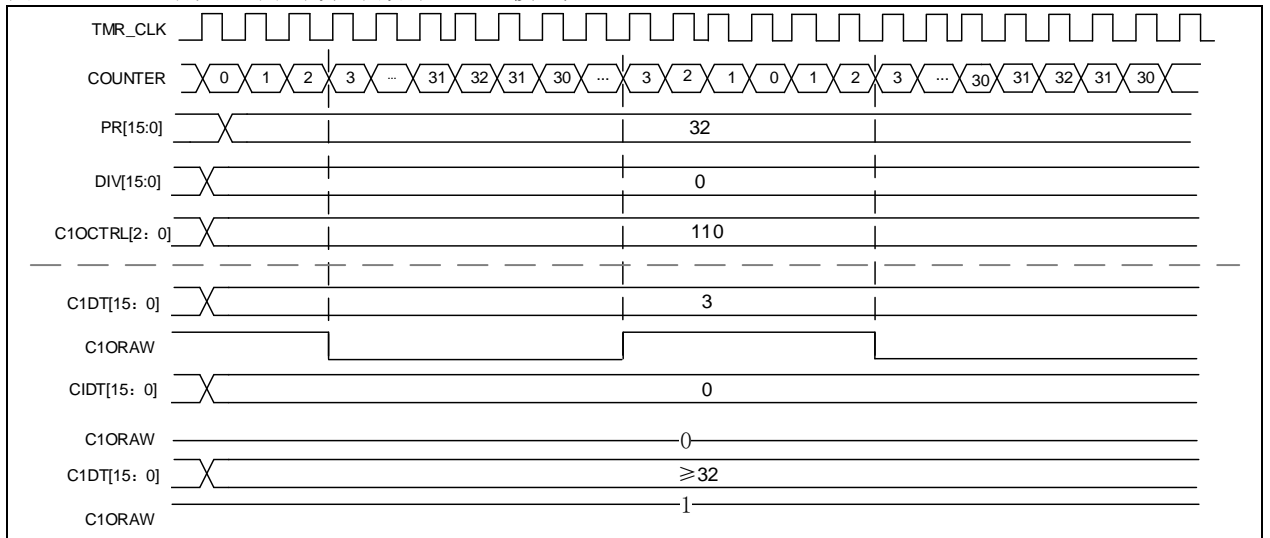 TMR_CLK
COUNTER 0 1 2 3 ... 31 32 31 30 ... 3 2 1 0 1 2 3 ... 30 31 32 31 30
PR[15:0] 32
DIV[15:0] 0
C1OCTRL[2：0] 110
C1DT[15：0] 3
C1ORAW
CIDT[15：0] 0
C1ORAW 0
C1DT[15：0] ≥32
C1ORAW 1